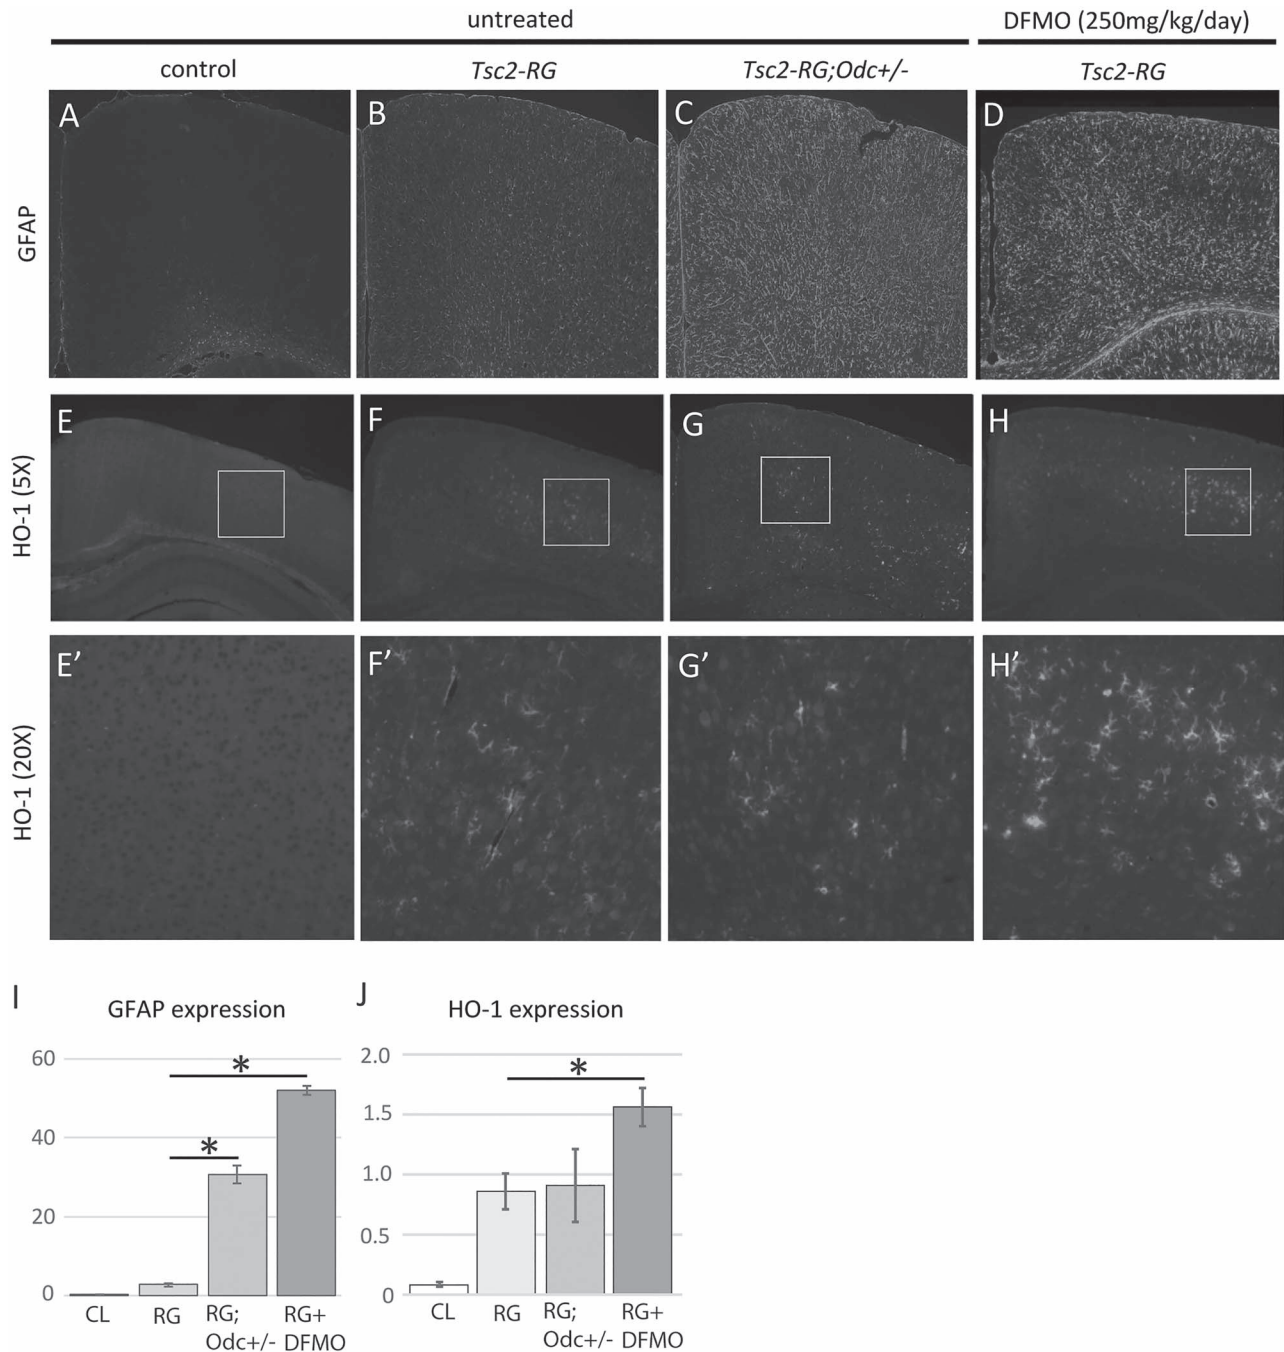 untreated
DFMO (250mg/kg/day)
control
Tsc2-RG
Tsc2-RG;Odc+/-
Tsc2-RG
GFAP
A
B
C
D
HO-1 (5X)
E
F
G
H
HO-1 (20X)
E’
F’
G’
H’
I
GFAP expression
60
40
20
0
*
*
CL
RG
RG;
Odc+/-
RG+
DFMO
J
HO-1 expression
2.0
1.5
1.0
0.5
0
*
CL
RG
RG;
Odc+/-
RG+
DFMO